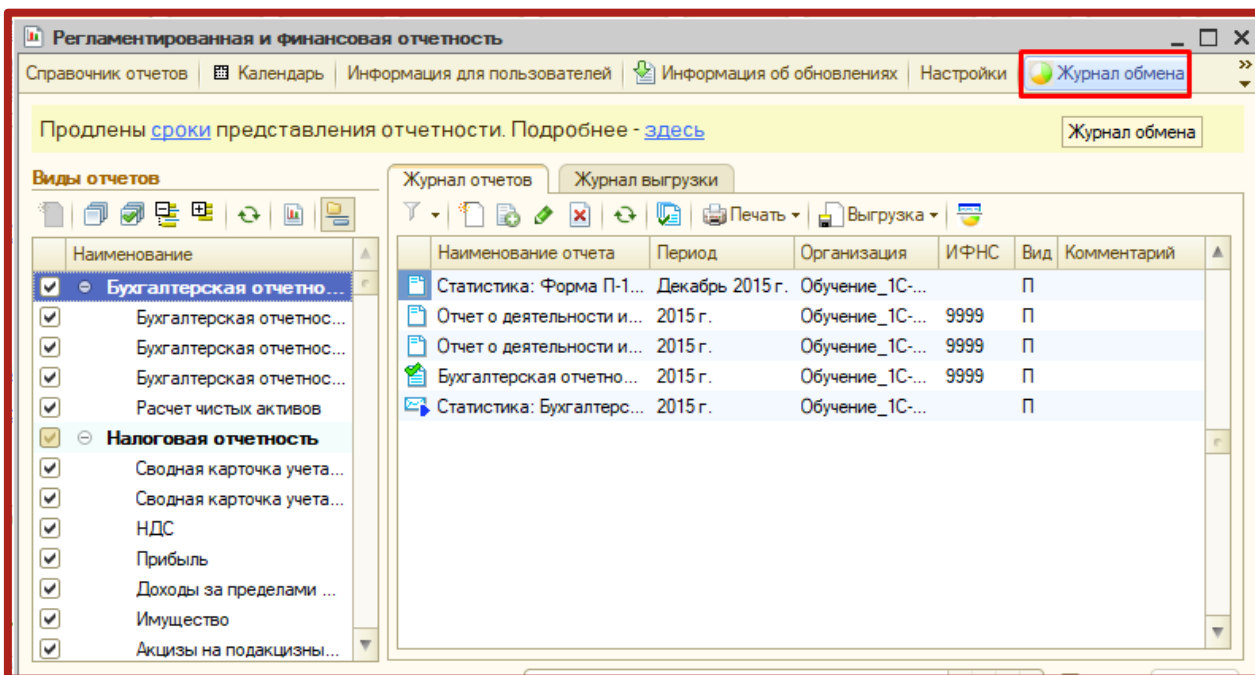 Регламентированная и финансовая отчетность
Справочник отчетов Календарь Информация для пользователей Информация об обновлениях Настройки Журнал обмена
Продлены сроки представления отчетности. Подробнее - здесь
Журнал обмена
Виды отчетов
Наименование
Бухгалтерская отчетно...
Бухгалтерская отчетнос...
Бухгалтерская отчетнос...
Бухгалтерская отчетнос...
Расчет чистых активов
Налоговая отчетность
Сводная карточка учета...
Сводная карточка учета...
НДС
Прибыль
Доходы за пределами ...
Имущество
Акцизы на подакцизны...
Журнал отчетов Журнал выгрузки
Печать Выгрузка
Наименование отчета Период Организация ИФНС Вид Комментарий
Статистика: Форма П-1... Декабрь 2015 г. Обучение_1С-... П
Отчет о деятельности и... 2015 г. Обучение_1С-... 9999 П
Отчет о деятельности и... 2015 г. Обучение_1С-... 9999 П
Бухгалтерская отчетно... 2015 г. Обучение_1С-... 9999 П
Статистика: Бухгалтерс... 2015 г. Обучение_1С-... П